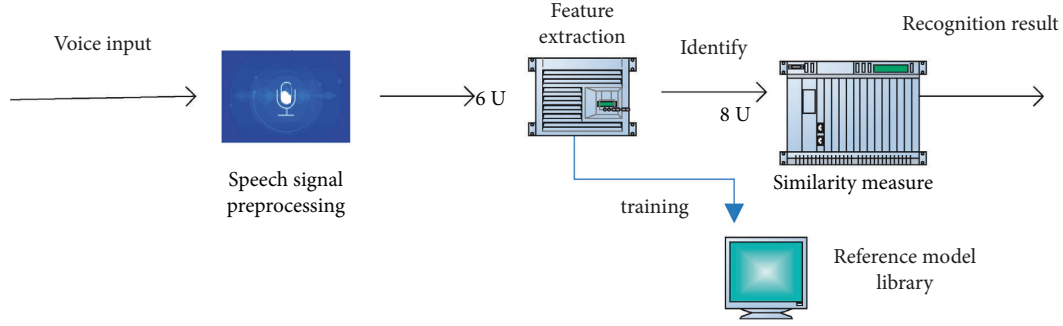 Voice input
Speech signal
preprocessing
6 U
Feature
extraction
Identify
8 U
Similarity measure
Recognition result
training
Reference model
library